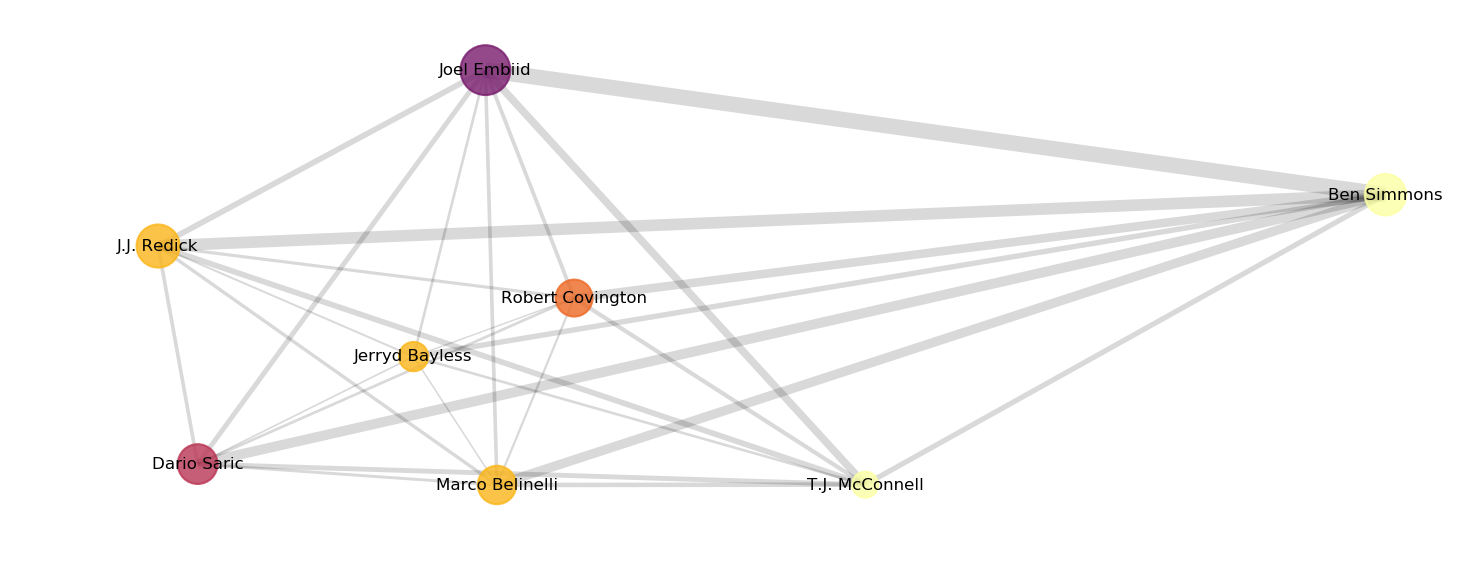 Joel Embiid
Ben Simmons
J.J. Redick
Robert Covington
Jerryd Bayless
Dario Saric
Marco Belinelli
T.J. McConnell